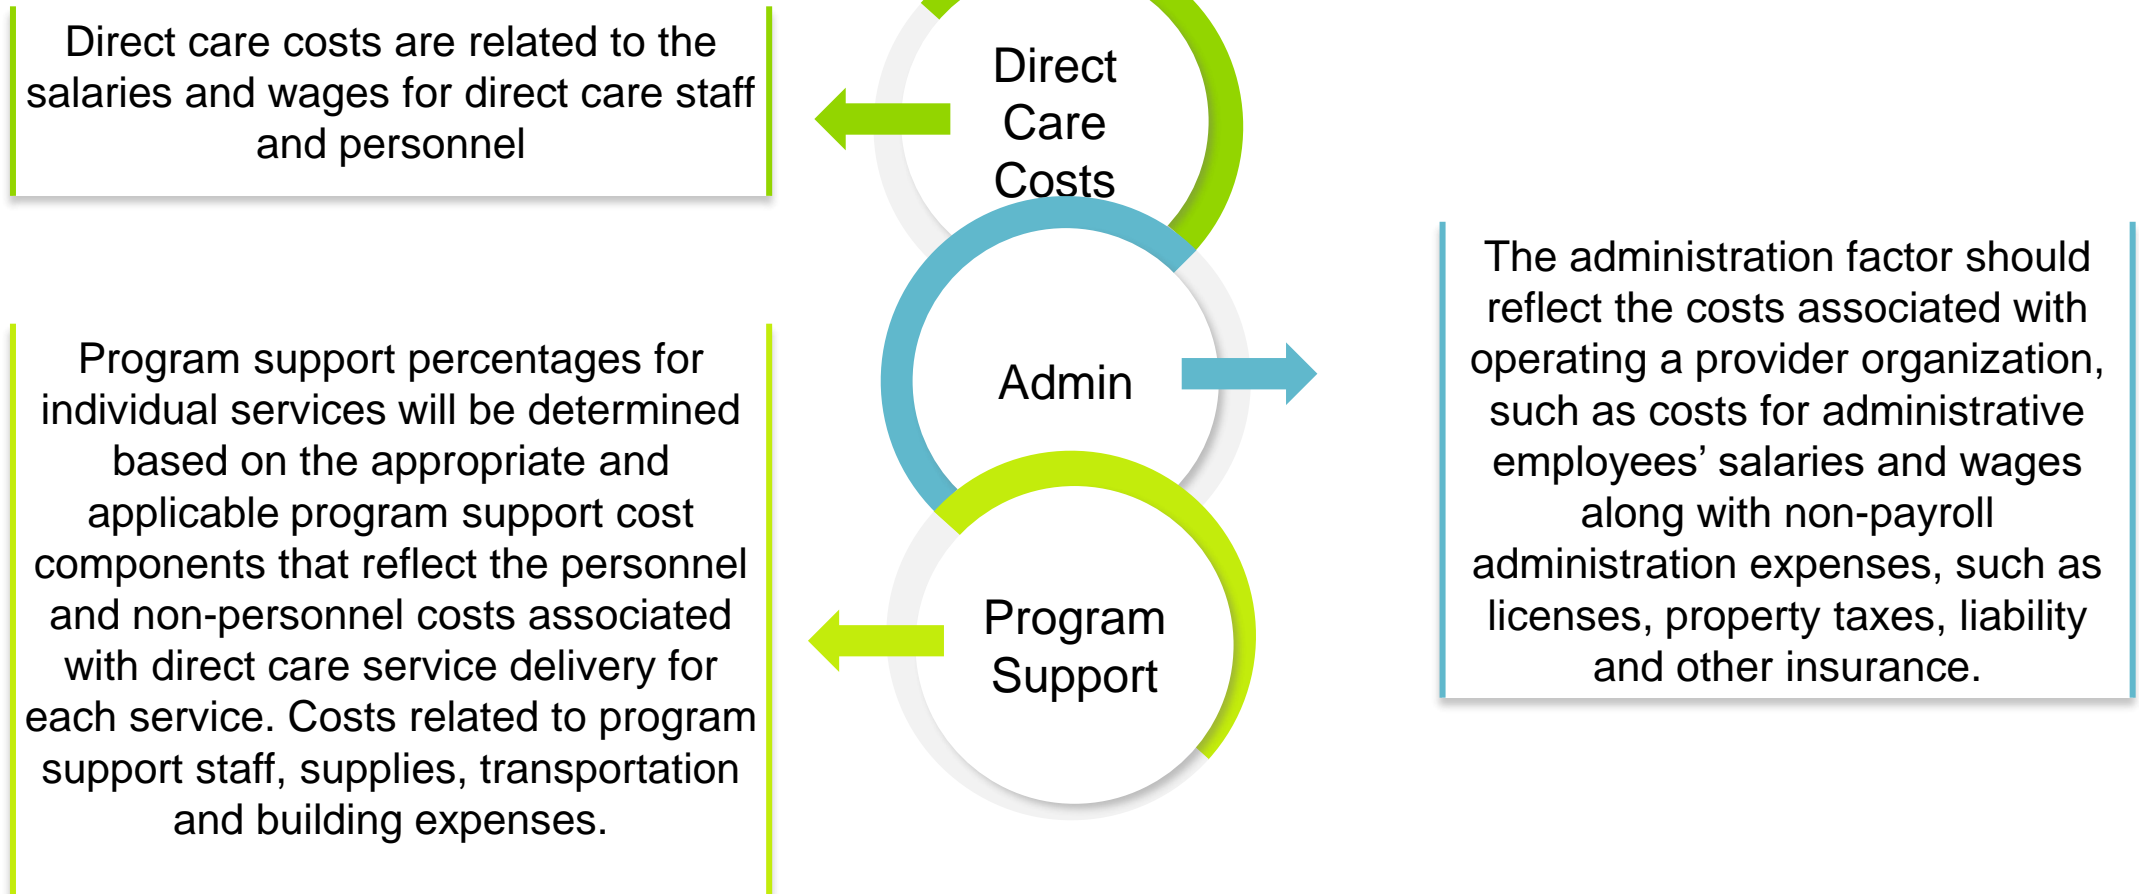 Direct care costs are related to the
salaries and wages for direct care staff
and personnel
Direct
Care
Costs
Admin
The administration factor should
reflect the costs associated with
operating a provider organization,
such as costs for administrative
employees’ salaries and wages
along with non-payroll
administration expenses, such as
licenses, property taxes, liability
and other insurance.
Program support percentages for
individual services will be determined
based on the appropriate and
applicable program support cost
components that reflect the personnel
and non-personnel costs associated
with direct care service delivery for
each service. Costs related to program
support staff, supplies, transportation
and building expenses.
Program
Support